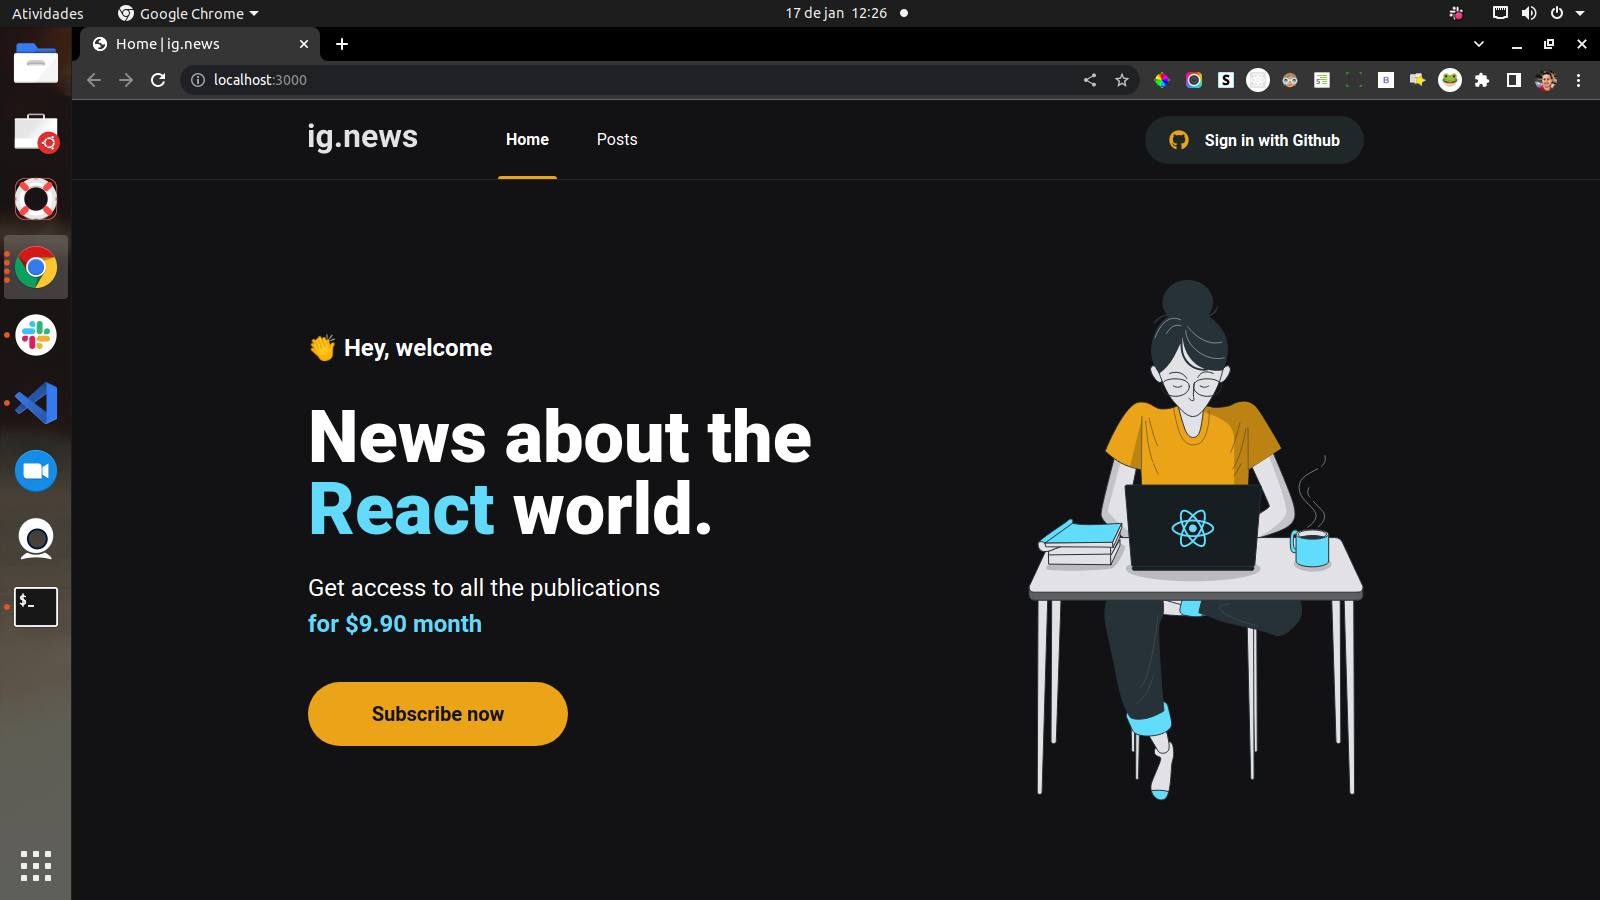 Atividades
Google Chrome
17 de jan 12:26
Home | ig.news
localhost:3000
ig.news
Home
Posts
Sign in with Github
👏 Hey, welcome
News about the
React world.
Get access to all the publications
for $9.90 month
Subscribe now